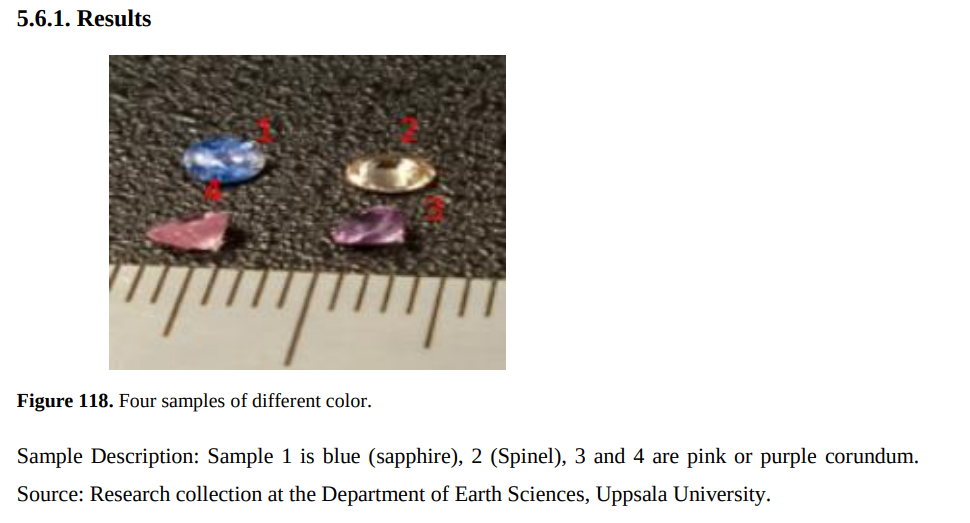 5.6.1. Results
1
2
4
3
Figure 118. Four samples of different color.
Sample Description: Sample 1 is blue (sapphire), 2 (Spinel), 3 and 4 are pink or purple corundum.
Source: Research collection at the Department of Earth Sciences, Uppsala University.